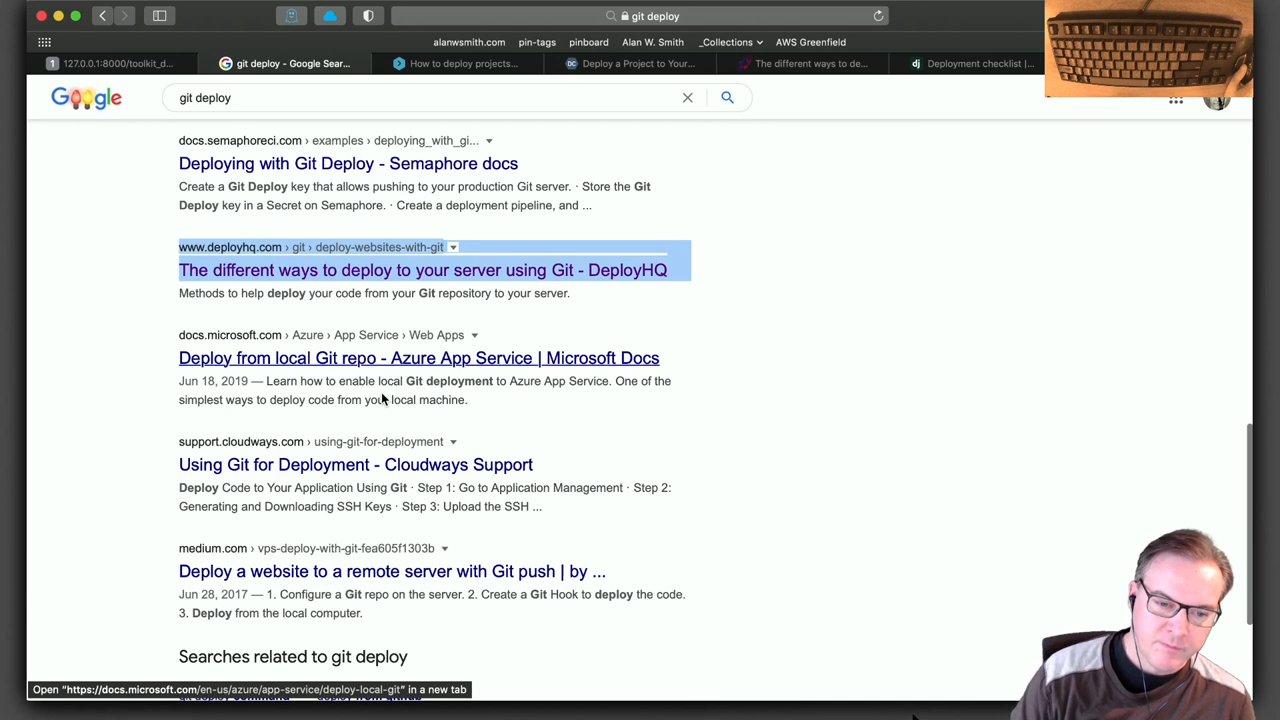 git deploy
alanwsmith.com pin-tags pinboard Alan W. Smith _Collections AWS Greenfield
1 127.0.0.1:8000/toolkit_d... git deploy - Google Sear... How to deploy projects... DC Deploy a Project to Your... The different ways to de... dj Deployment checklist |...
Google git deploy
docs.semaphoreci.com › examples › deploying_with_gi...
Deploying with Git Deploy - Semaphore docs
Create a Git Deploy key that allows pushing to your production Git server. · Store the Git
Deploy key in a Secret on Semaphore. · Create a deployment pipeline, and ...
www.deployhq.com › git › deploy-websites-with-git
The different ways to deploy to your server using Git - DeployHQ
Methods to help deploy your code from your Git repository to your server.
docs.microsoft.com › Azure › App Service › Web Apps
Deploy from local Git repo - Azure App Service | Microsoft Docs
Jun 18, 2019 — Learn how to enable local Git deployment to Azure App Service. One of the
simplest ways to deploy code from your local machine.
support.cloudways.com › using-git-for-deployment
Using Git for Deployment - Cloudways Support
Deploy Code to Your Application Using Git · Step 1: Go to Application Management · Step 2:
Generating and Downloading SSH Keys · Step 3: Upload the SSH ...
medium.com › vps-deploy-with-git-fea605f1303b
Deploy a website to a remote server with Git push | by ...
Jun 28, 2017 — 1. Configure a Git repo on the server. 2. Create a Git Hook to deploy the code.
3. Deploy from the local computer.
Searches related to git deploy
Open "https://docs.microsoft.com/en-us/azure/app-service/deploy-local-git" in a new tab